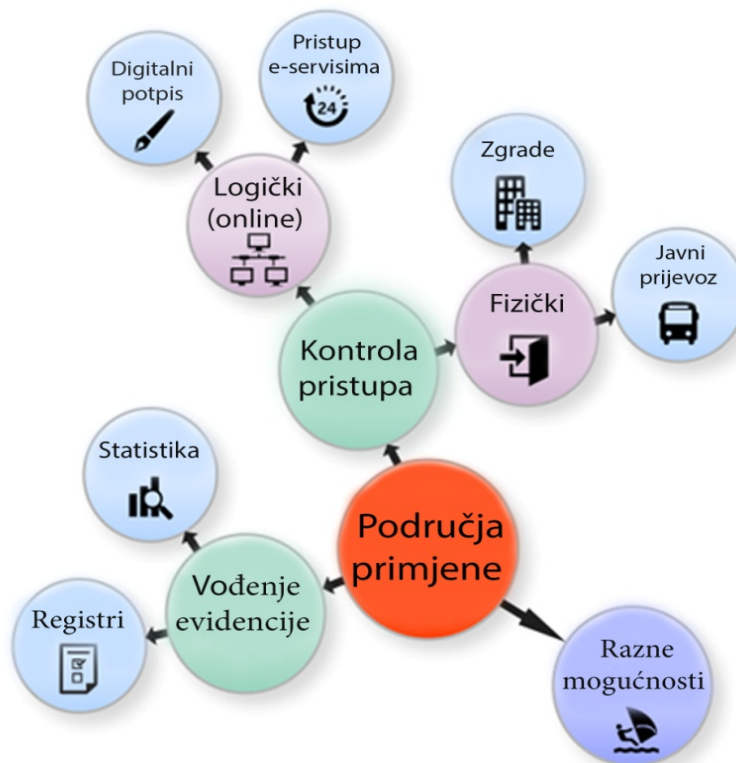 Digitalni
potpis
Pristup
e-servisima
24
Logički
(online)
Zgrade
Javni
prijevoz
Fizički
Kontrola
pristupa
Statistika
Područja
primjene
Vođenje
evidencije
Registri
Razne
mogućnosti